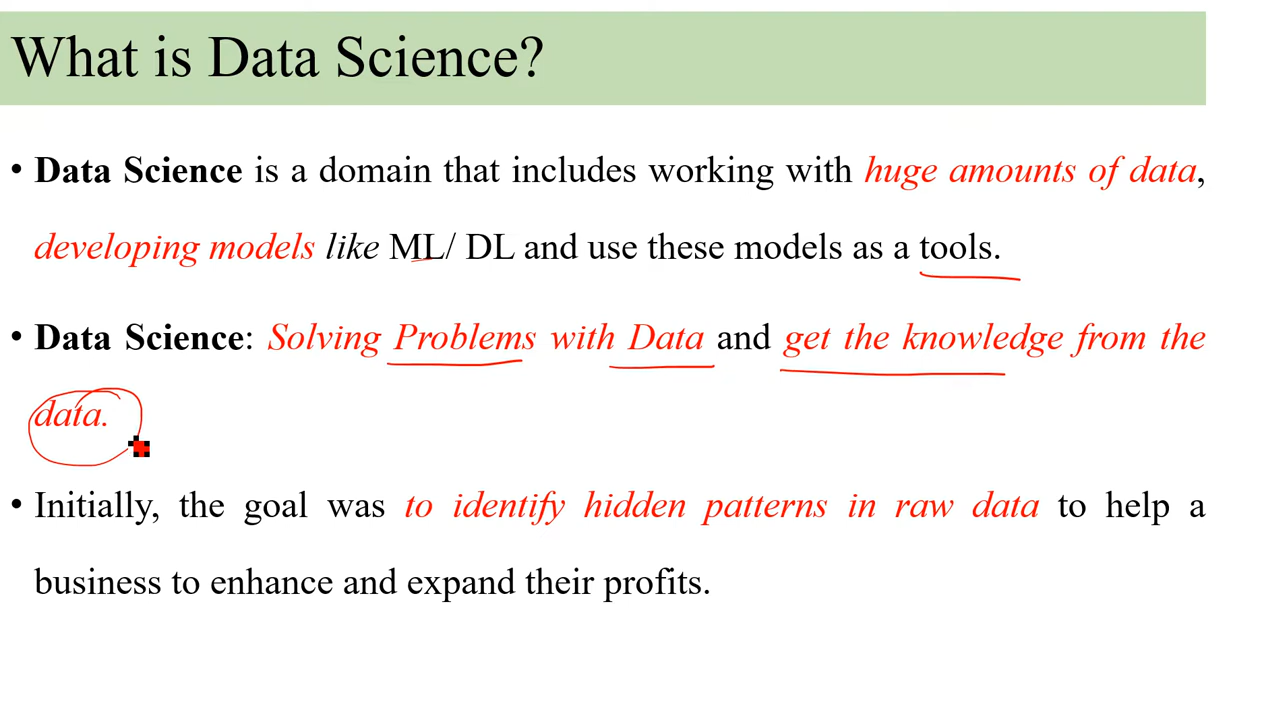 What is Data Science?
• Data Science is a domain that includes working with huge amounts of data,
developing models like ML/ DL and use these models as a tools.
• Data Science: Solving Problems with Data and get the knowledge from the
data.
• Initially, the goal was to identify hidden patterns in raw data to help a
business to enhance and expand their profits.